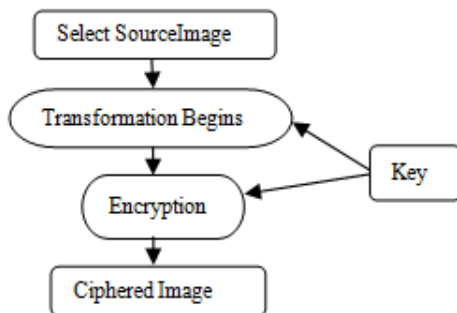 Select SourceImage
Transformation Begins
Key
Encryption
Ciphered Image